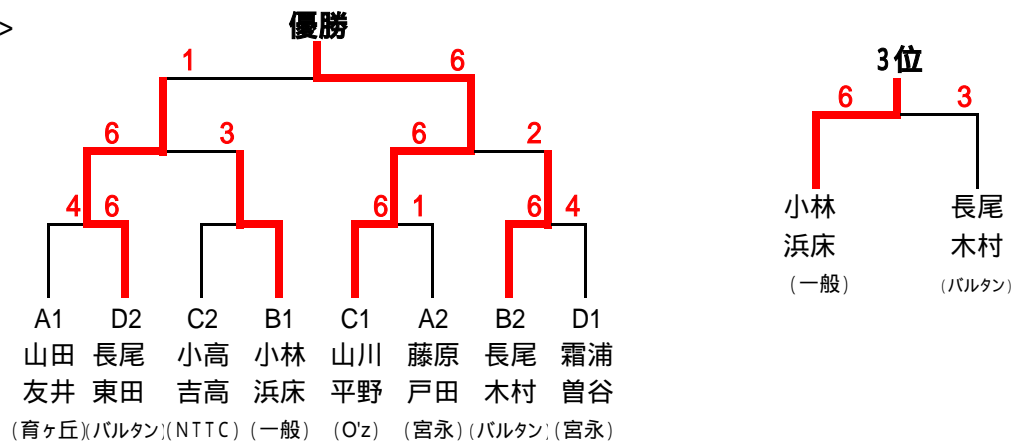 >
優勝
1 6
3位
6 3
6 3 6 2
4 6 6 1 6 4
小林 長尾
浜床 木村
(一般) (バルタン)
A1 D2 C2 B1 C1 A2 B2 D1
山田 長尾 小高 小林 山川 藤原 長尾 霜浦
友井 東田 吉高 浜床 平野 戸田 木村 曽谷
(育ヶ丘)(バルタン)(NTTC) (一般) (O'z) (宮永) (バルタン) (宮永)